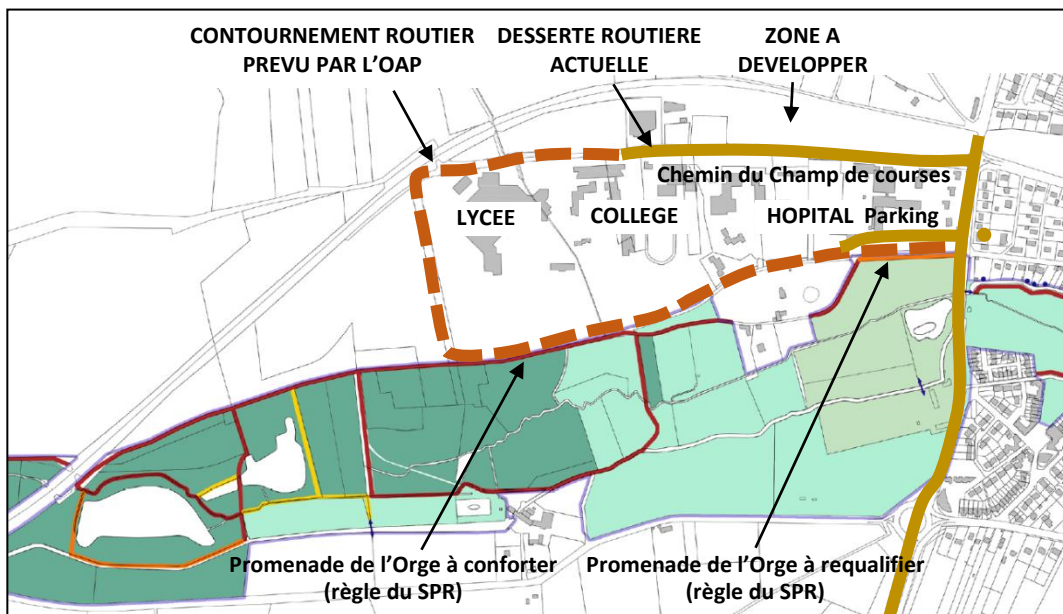 CONTOURNEMENT ROUTIER
PREVU PAR L’OAP
DESSERTE ROUTIERE
ACTUELLE
ZONE A
DEVELOPPER
Chemin du Champ de courses
LYCEE
COLLEGE
HOPITAL Parking
Promenade de l’Orge à conforter
(règle du SPR)
Promenade de l’Orge à requalifier
(règle du SPR)